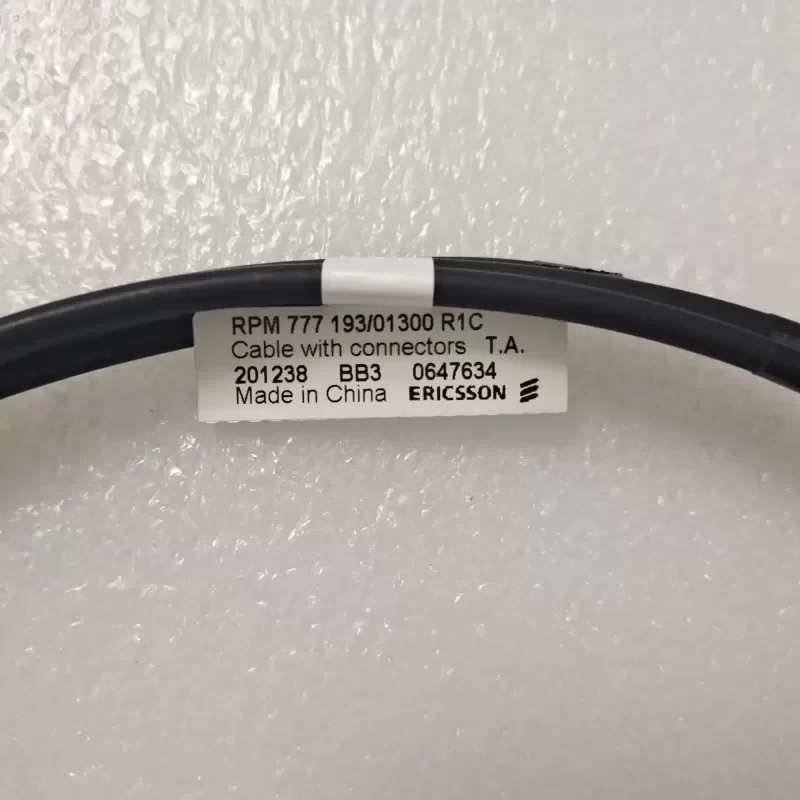 RPM 777 193/01300 R1C
Cable with connectors T.A.
201238 BB3 0647634
Made in China ERICSSON